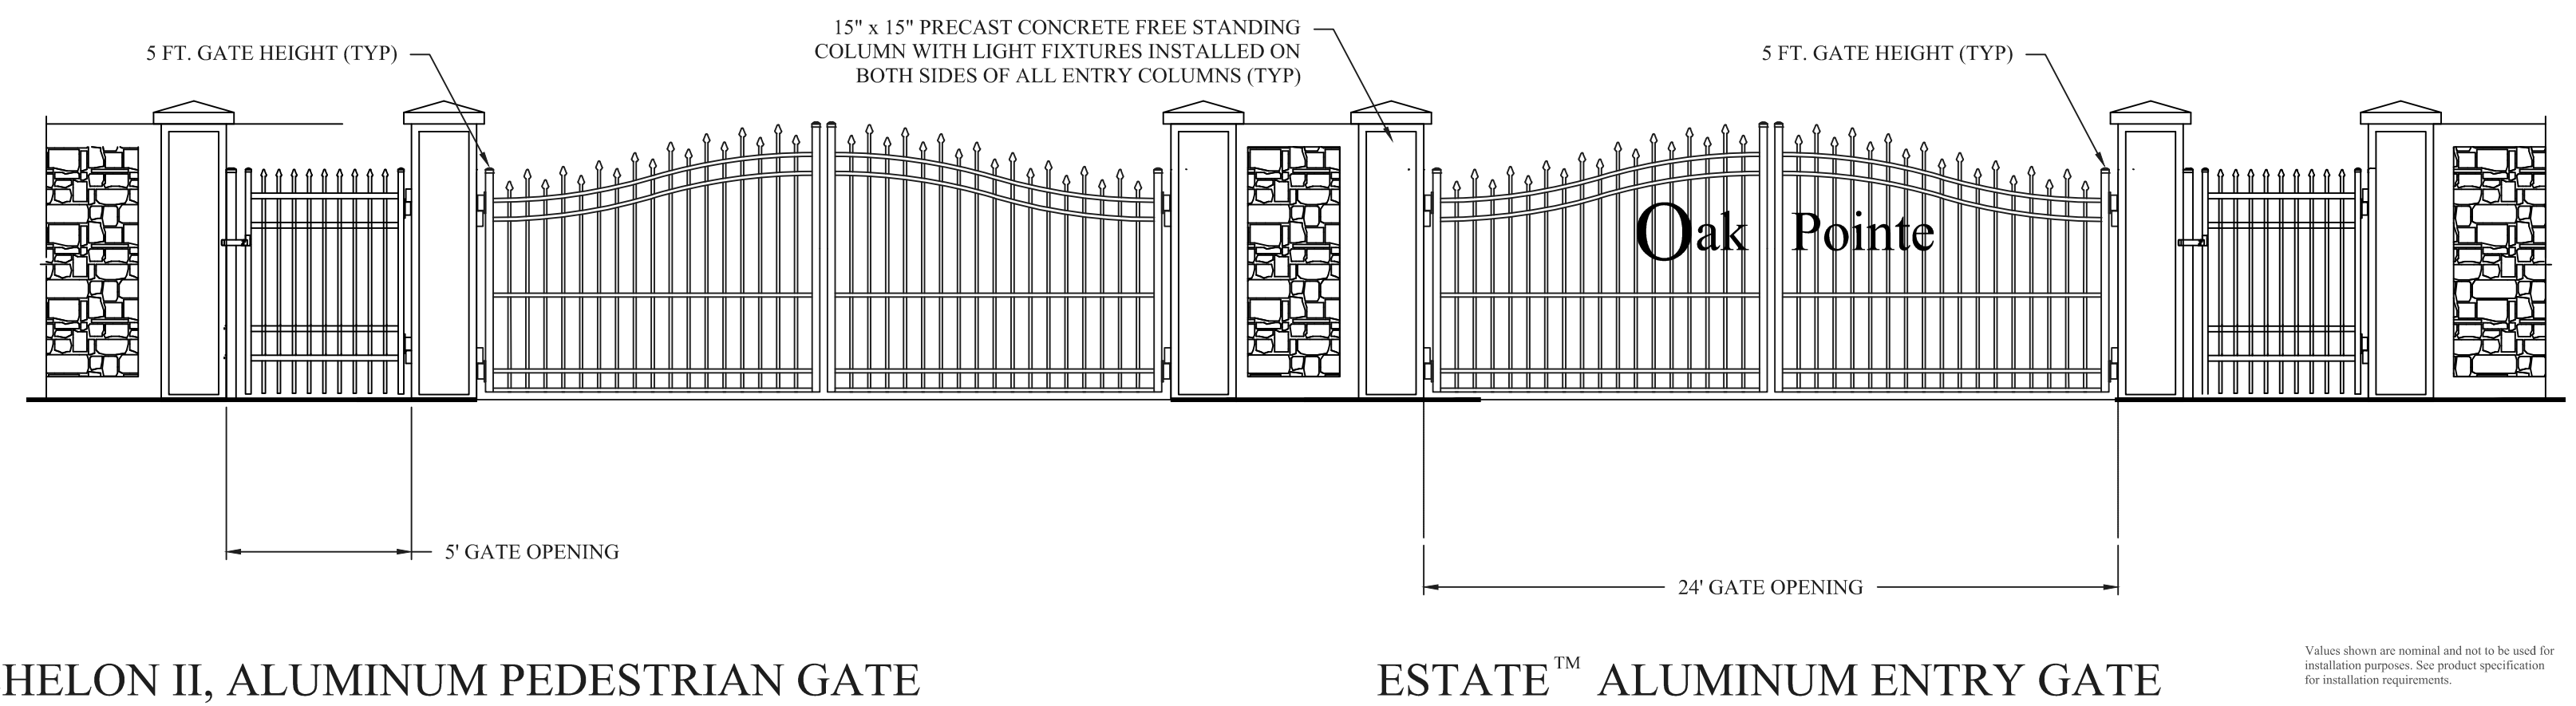 15" x 15" PRECAST CONCRETE FREE STANDING
COLUMN WITH LIGHT FIXTURES INSTALLED ON
BOTH SIDES OF ALL ENTRY COLUMNS (TYP)
5 FT. GATE HEIGHT (TYP)
5 FT. GATE HEIGHT (TYP)
Oak Pointe
5' GATE OPENING
24' GATE OPENING
HELON II, ALUMINUM PEDESTRIAN GATE
ESTATE™ ALUMINUM ENTRY GATE
Values shown are nominal and not to be used for
installation purposes. See product specification
for installation requirements.